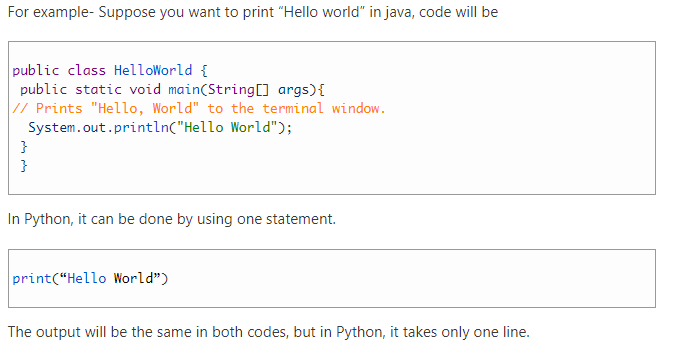 For example- Suppose you want to print “Hello world” in java, code will be
public class HelloWorld {
public static void main(String[] args){
// Prints "Hello, World" to the terminal window.
System.out.println("Hello World");
}
}
In Python, it can be done by using one statement.
print(“Hello World”)
The output will be the same in both codes, but in Python, it takes only one line.